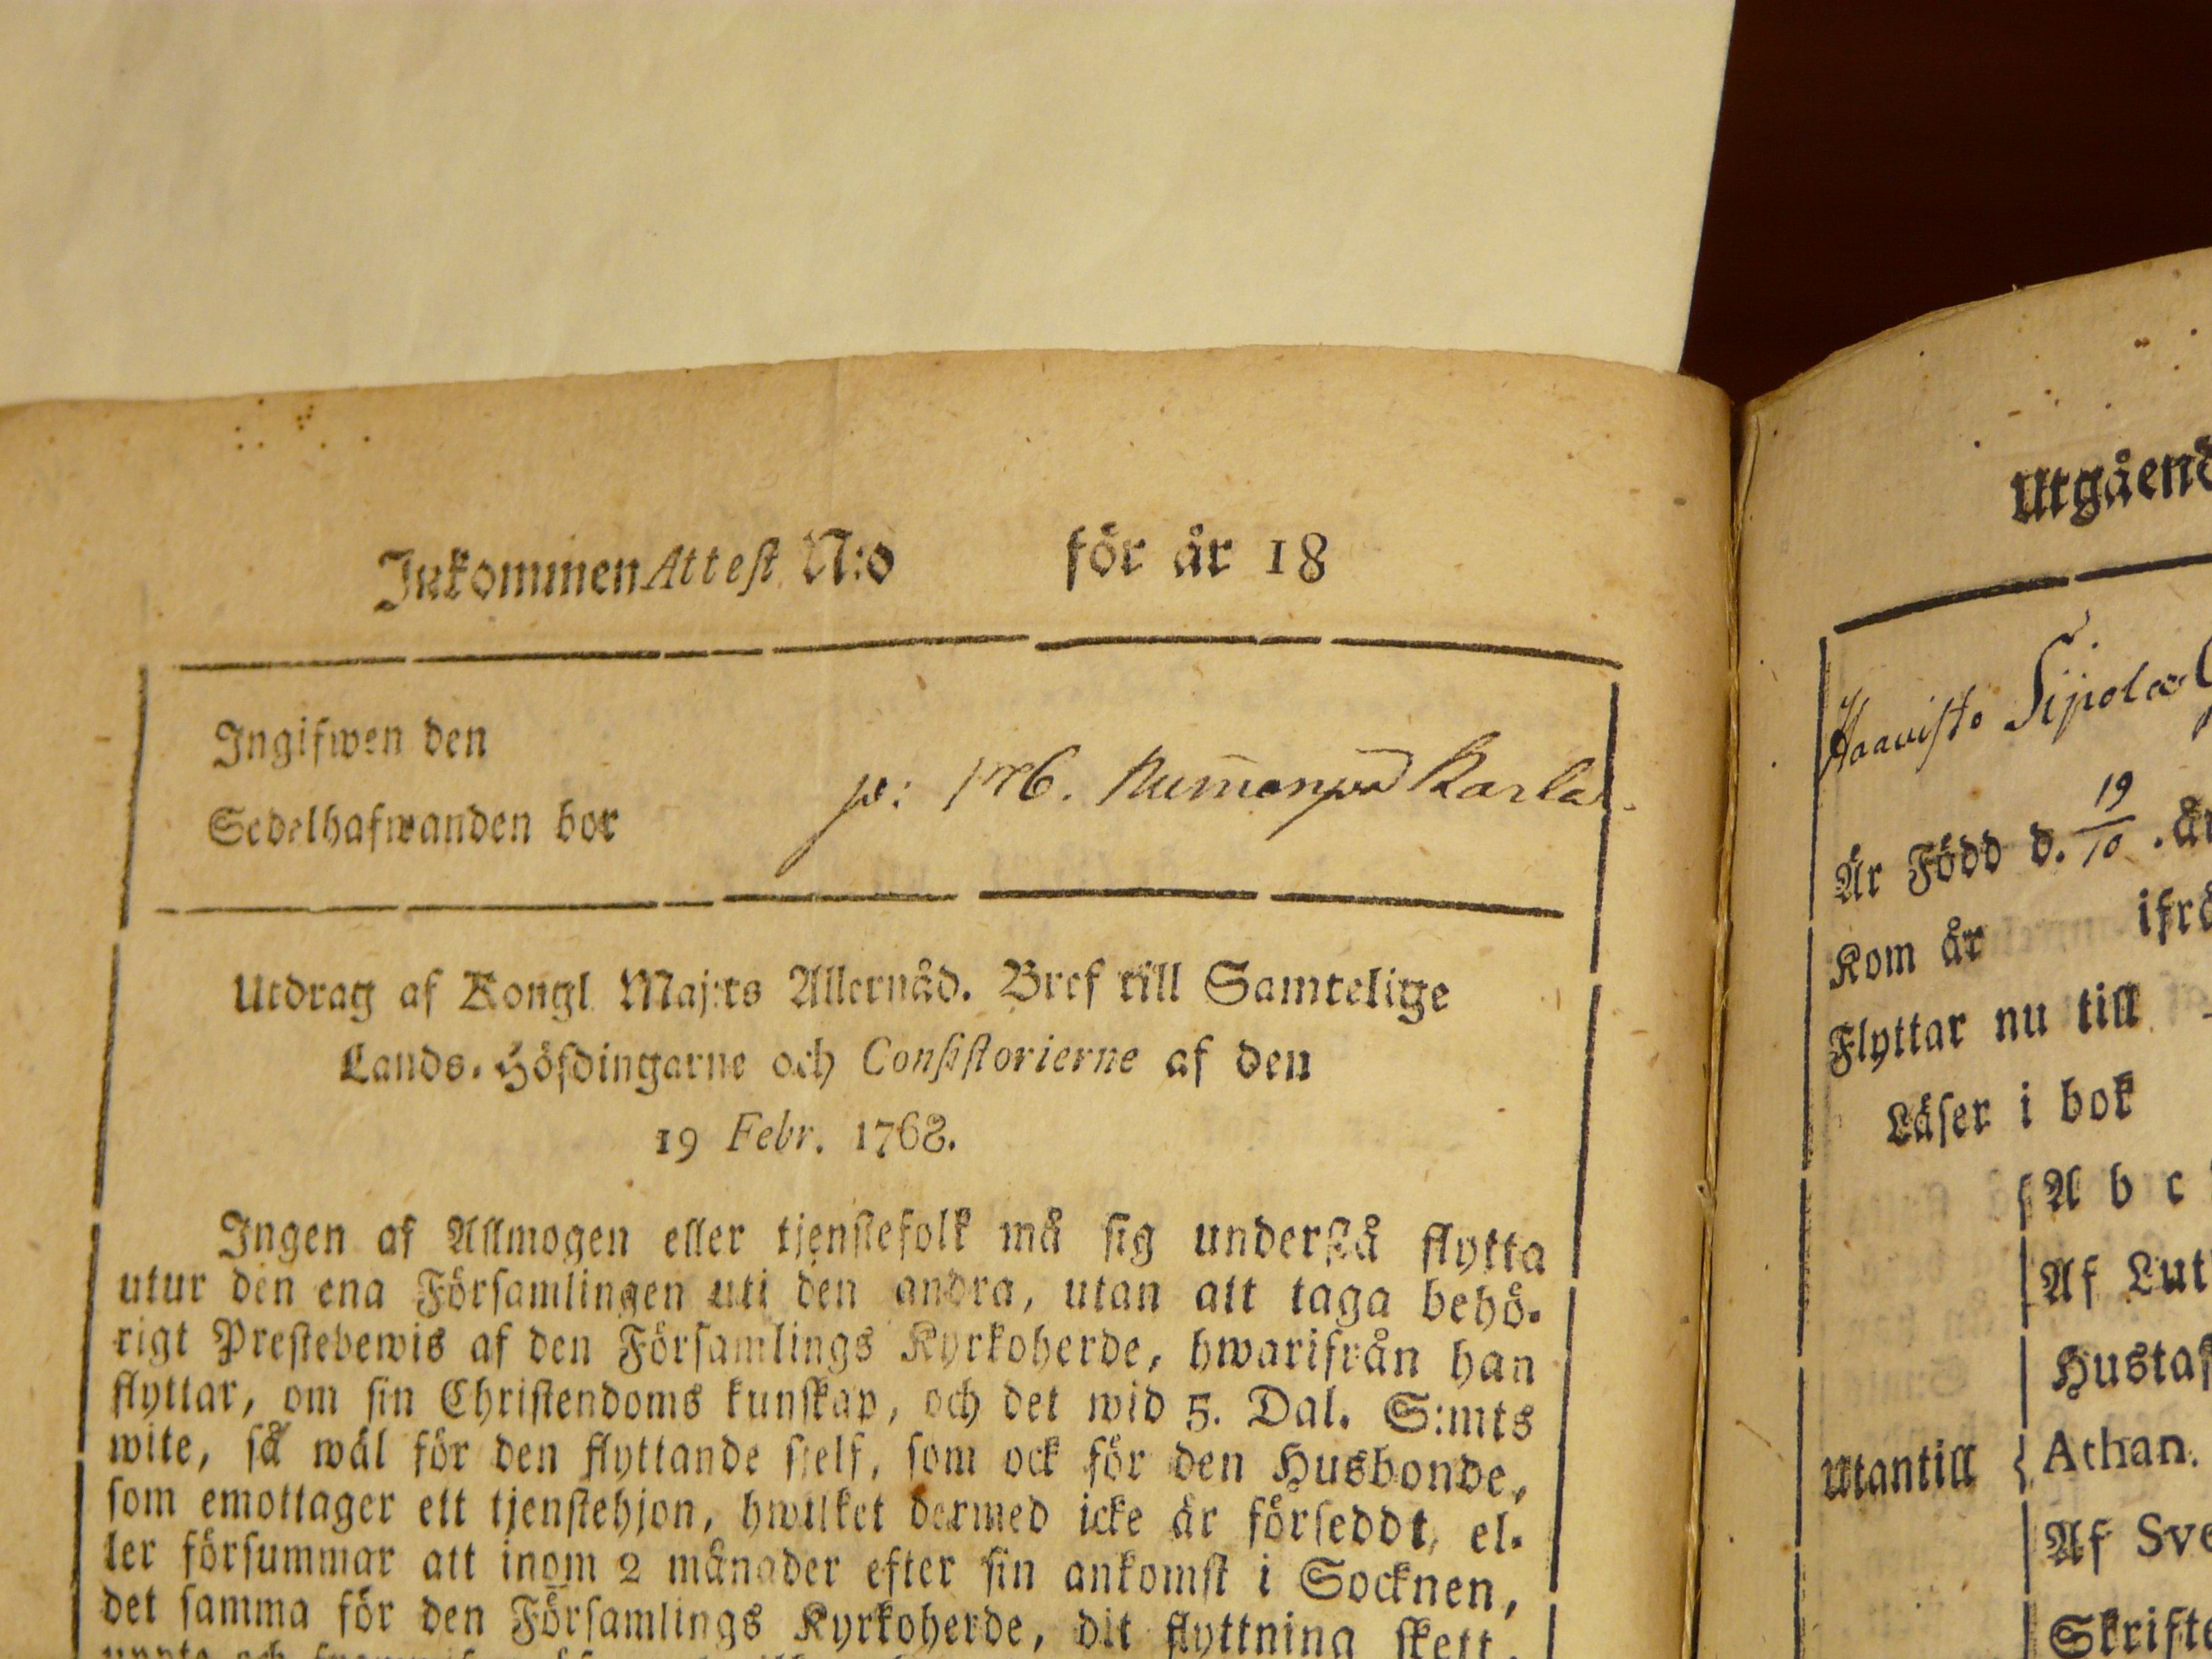 Inkommen Attest N:o för år 18
Ingifwen den
Sedelhafwanden bor
p: 176. Karla
Utdrag af Kongl Maj:ts Allernåd. Bref till Samtelige
Lands-Höfdingarne och Consistorierne af den
19 Febr. 1768.
Ingen af Allmogen eller tjenstefolk må sig understå flytta
utur den ena Församlingen uti den andra, utan att taga behö-
rigt Prestebewis af den Församlings Kyrkoherde, hwarifrån han
flyttar, om sin Christendoms kunskap, och det wid 5. Dal. S:mts
wite, så wäl för den flyttande sjelf, som ock för den Husbonde,
som emottager ett tjenstehjon, hwilket dermed icke är förseddt, el-
ler försummar att inom 2 månader efter sin ankomst i Socknen,
det samma för den Församlings Kyrkoherde, dit flyttning skett,
Utgåend
Haavisto Sipola
Är Född d. 19/10 . år
Kom år ifrå
Flyttar nu till
Läser i bok
A b c
Af Lut
Hustaf
Utantill Athan.
Af Sve
Skrifte